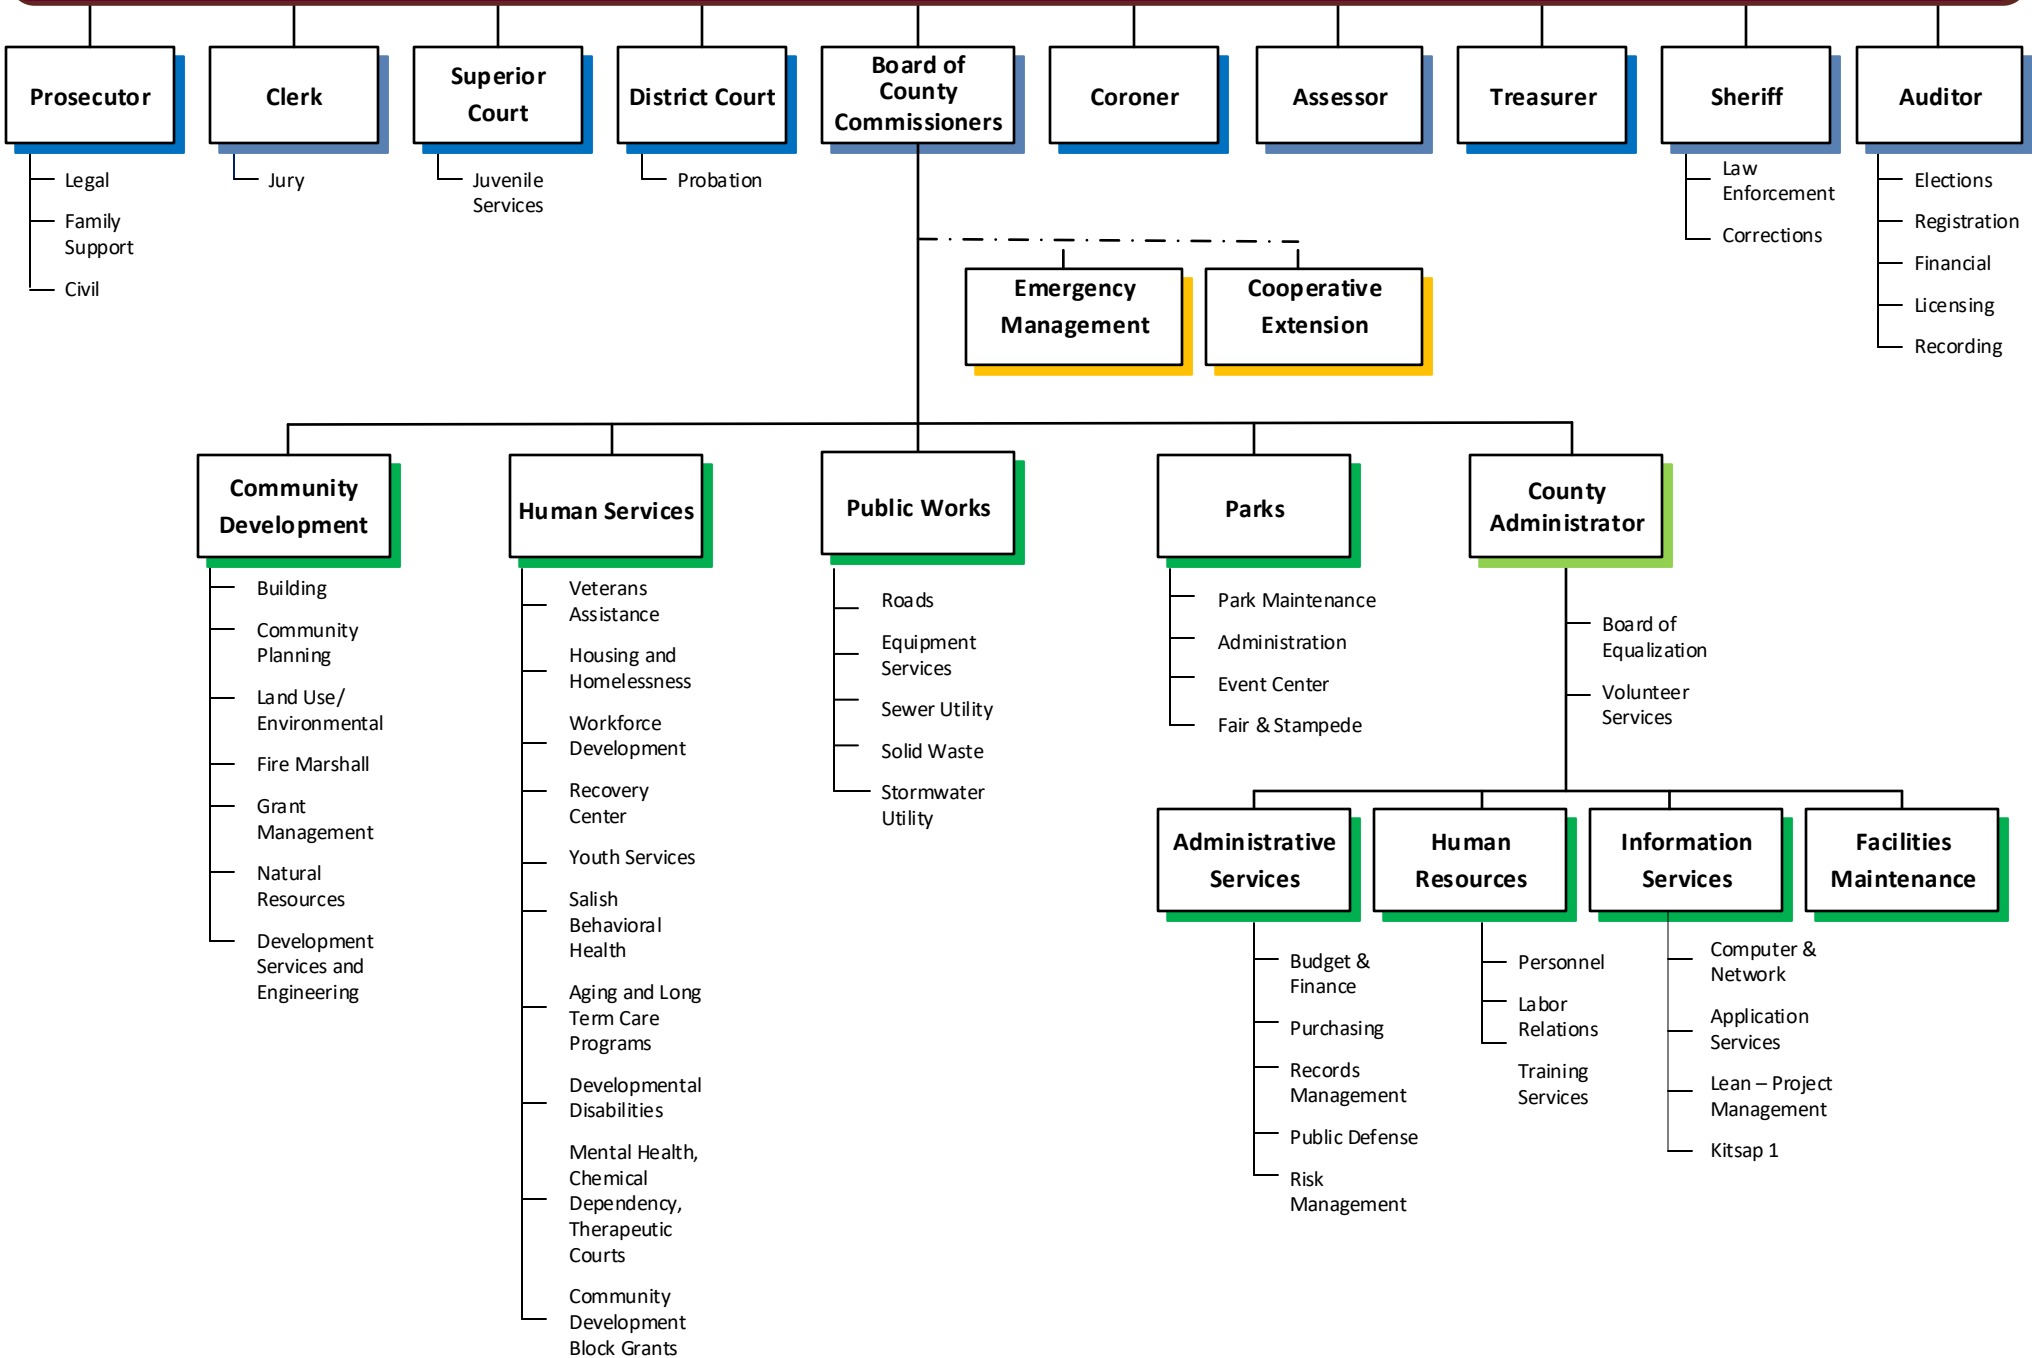 Prosecutor
Legal
Family
Support
Civil
Clerk
Jury
Superior
Court
Juvenile
Services
District Court
Probation
Board of
County
Commissioners
Coroner
Assessor
Treasurer
Sheriff
Law
Enforcement
Corrections
Auditor
Elections
Registration
Financial
Licensing
Recording
Emergency
Management
Cooperative
Extension
Community
Development
Building
Community
Planning
Land Use/
Environmental
Fire Marshall
Grant
Management
Natural
Resources
Development
Services and
Engineering
Human Services
Veterans
Assistance
Housing and
Homelessness
Workforce
Development
Recovery
Center
Youth Services
Salish
Behavioral
Health
Aging and Long
Term Care
Programs
Developmental
Disabilities
Mental Health,
Chemical
Dependency,
Therapeutic
Courts
Community
Development
Block Grants
Public Works
Roads
Equipment
Services
Sewer Utility
Solid Waste
Stormwater
Utility
Parks
Park Maintenance
Administration
Event Center
Fair & Stampede
County
Administrator
Board of
Equalization
Volunteer
Services
Administrative
Services
Budget &
Finance
Purchasing
Records
Management
Public Defense
Risk
Management
Human
Resources
Personnel
Labor
Relations
Training
Services
Information
Services
Computer &
Network
Application
Services
Lean – Project
Management
Kitsap 1
Facilities
Maintenance